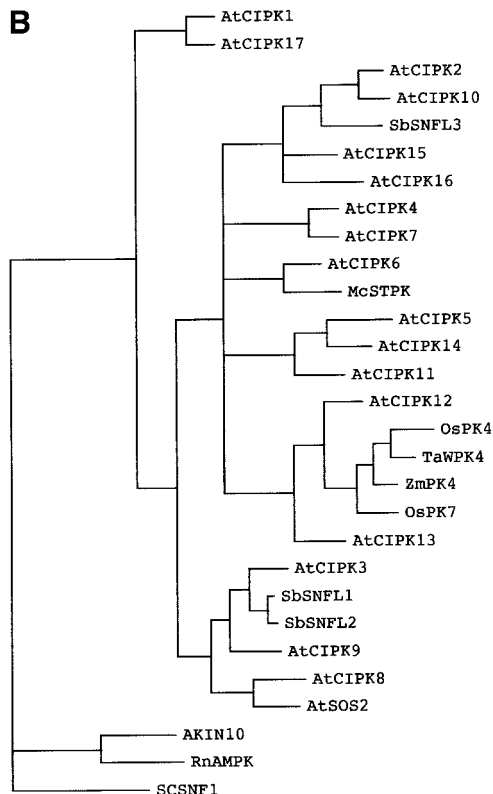 B
AtCIPK1
AtCIPK17
AtCIPK2
AtCIPK10
SbSNFL3
AtCIPK15
AtCIPK16
AtCIPK4
AtCIPK7
AtCIPK6
McSTPK
AtCIPK5
AtCIPK14
AtCIPK11
AtCIPK12
OsPK4
TaWPK4
ZmPK4
OsPK7
AtCIPK13
AtCIPK3
SbSNFL1
SbSNFL2
AtCIPK9
AtCIPK8
AtSOS2
AKIN10
RnAMPK
SCSNF1